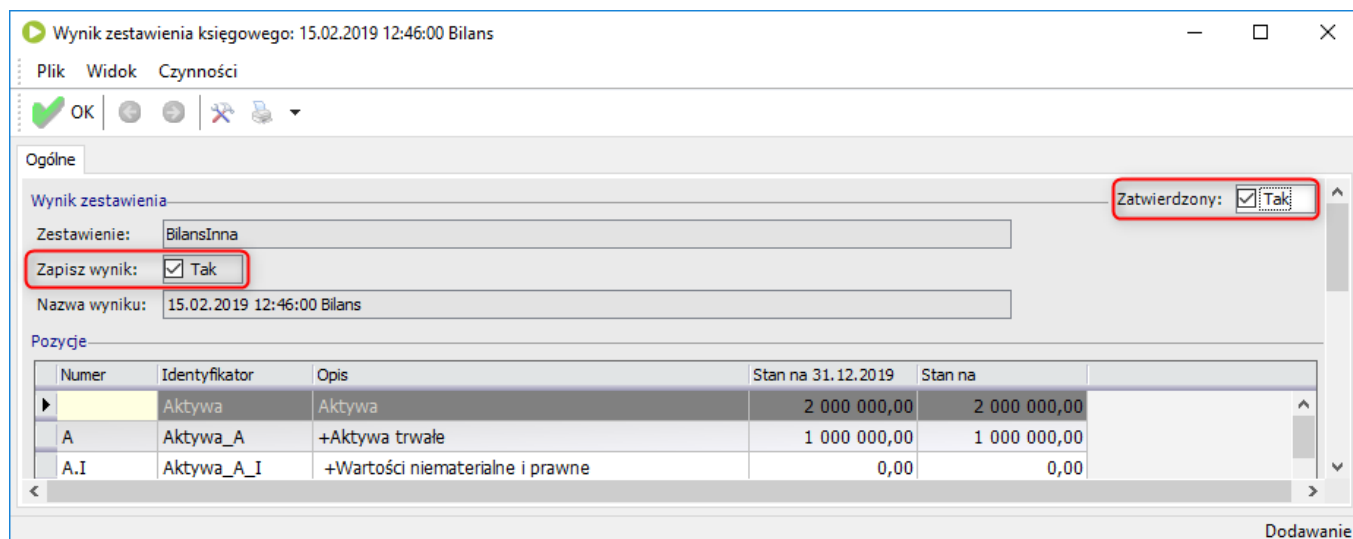 Wynik zestawienia księgowego: 15.02.2019 12:46:00 Bilans
Plik Widok Czynności
OK
Ogólne
Wynik zestawienia Zatwierdzony: Tak
Zestawienie: BilansInna
Zapisz wynik: Tak
Nazwa wyniku: 15.02.2019 12:46:00 Bilans
Pozycje
Numer Identyfikator Opis Stan na 31.12.2019 Stan na
Aktywa Aktywa 2 000 000,00 2 000 000,00
A Aktywa_A +Aktywa trwałe 1 000 000,00 1 000 000,00
A.I Aktywa_A_I +Wartości niematerialne i prawne 0,00 0,00
Dodawanie